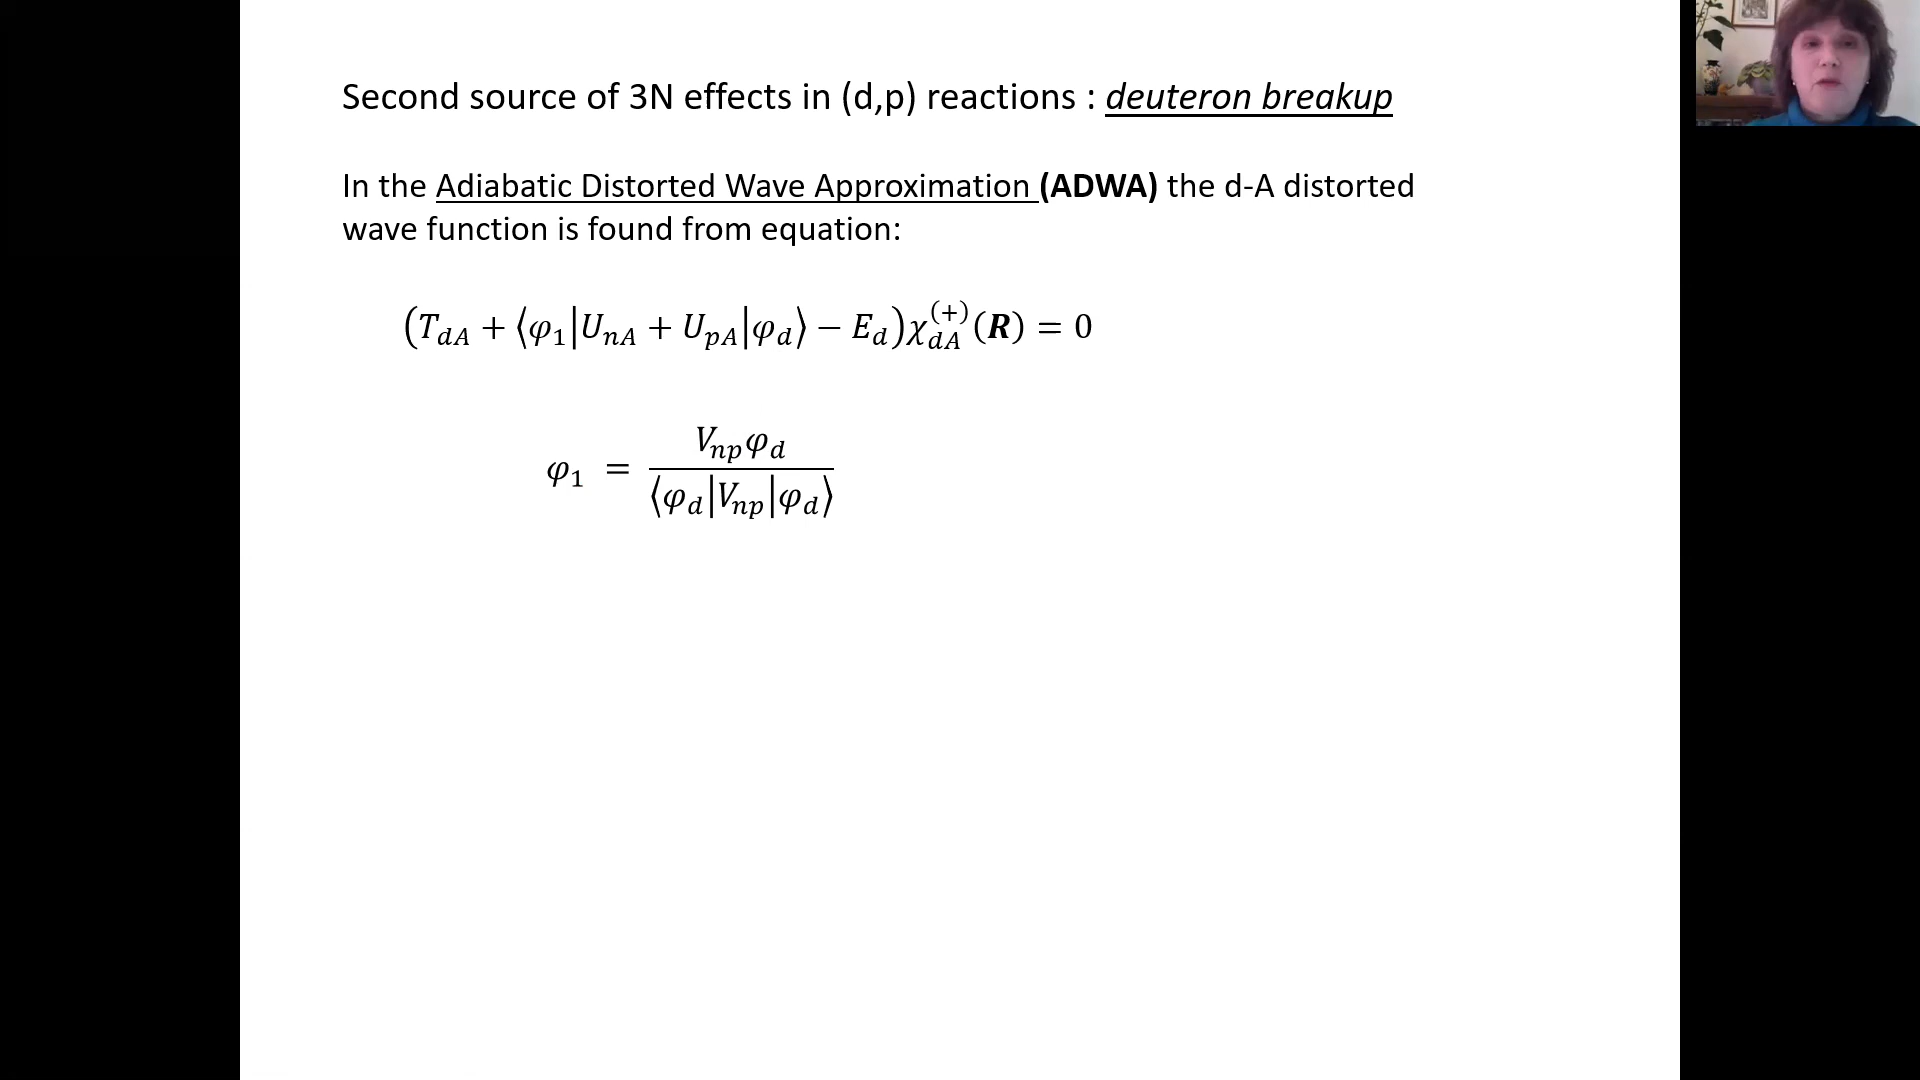 Second source of 3N effects in (d,p) reactions : deuteron breakup
In the Adiabatic Distorted Wave Approximation (ADWA) the d-A distorted
wave function is found from equation:
(T_{dA} + ⟨φ_1|U_{nA} + U_{pA}|φ_d⟩ − E_d)χ_{dA}^{(+)}(R) = 0
φ_1 = \frac{V_{np}φ_d}{⟨φ_d|V_{np}|φ_d⟩}